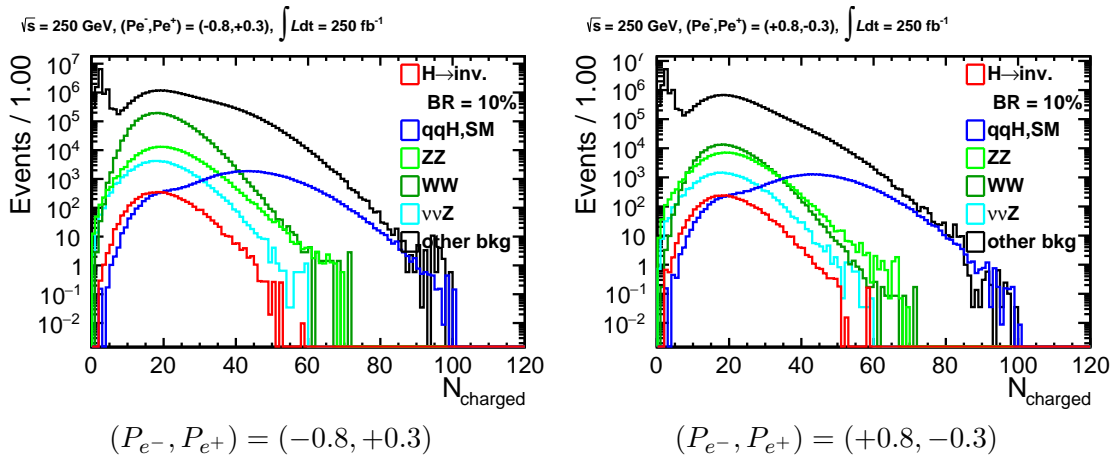 √s = 250 GeV, (Pe⁻,Pe⁺) = (-0.8,+0.3), ∫Ldt = 250 fb⁻¹
Events / 1.00
10⁷
10⁶
10⁵
10⁴
10³
10²
10
1
10⁻¹
10⁻²
0 20 40 60 80 100 120
N_charged
H→inv.
BR = 10%
qqH,SM
ZZ
WW
ννZ
other bkg
(P_{e⁻}, P_{e⁺}) = (−0.8, +0.3)
√s = 250 GeV, (Pe⁻,Pe⁺) = (+0.8,-0.3), ∫Ldt = 250 fb⁻¹
Events / 1.00
10⁷
10⁶
10⁵
10⁴
10³
10²
10
1
10⁻¹
10⁻²
0 20 40 60 80 100 120
N_charged
H→inv.
BR = 10%
qqH,SM
ZZ
WW
ννZ
other bkg
(P_{e⁻}, P_{e⁺}) = (+0.8, −0.3)